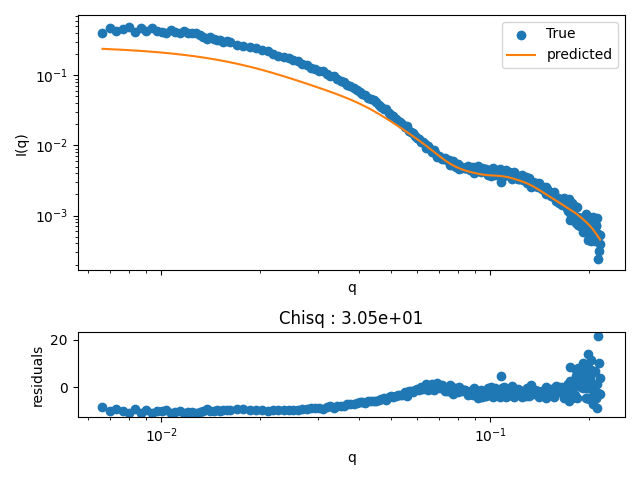 True
predicted
10⁻¹
10⁻²
10⁻³
I(q)
q
Chisq : 3.05e+01
20
0
residuals
10⁻² 10⁻¹
q